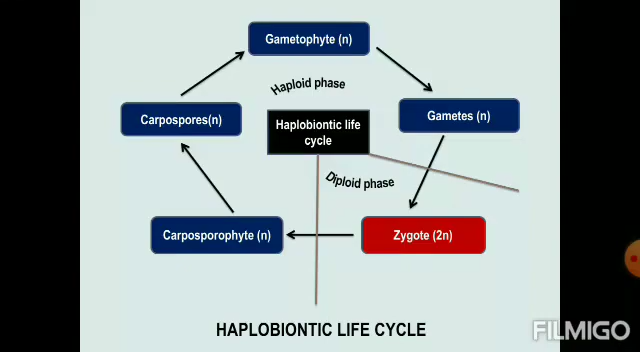 Gametophyte (n)
Haploid phase
Carpospores(n)
Haplobiontic life
cycle
Gametes (n)
Diploid phase
Carposporophyte (n)
Zygote (2n)
HAPLOBIONTIC LIFE CYCLE
FILMIGO